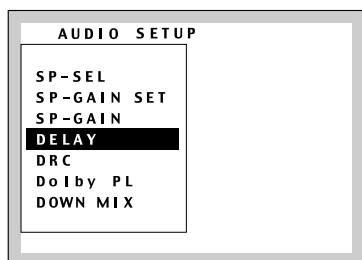 AUDIO SETUP
SP-SEL
SP-GAIN SET
SP-GAIN
DELAY
DRC
Dolby PL
DOWN MIX